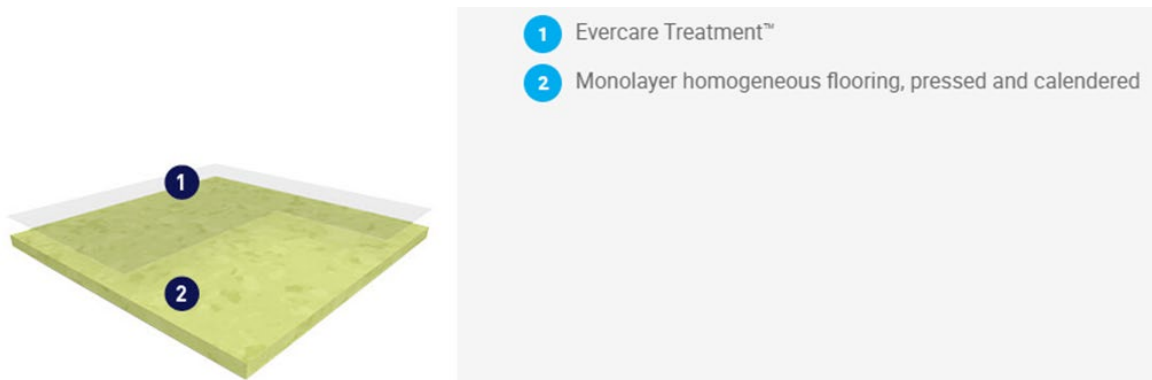 1 Evercare Treatment™
2 Monolayer homogeneous flooring, pressed and calendered
1
2